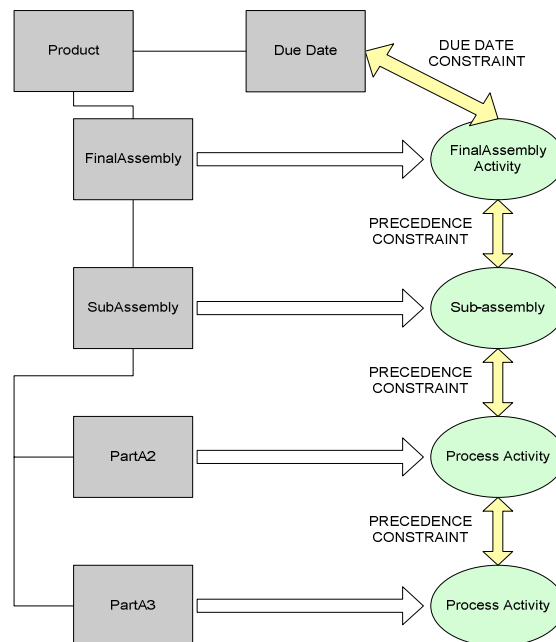 Product
Due Date
DUE DATE
CONSTRAINT
FinalAssembly
FinalAssembly
Activity
PRECEDENCE
CONSTRAINT
SubAssembly
Sub-assembly
PRECEDENCE
CONSTRAINT
PartA2
Process Activity
PRECEDENCE
CONSTRAINT
PartA3
Process Activity